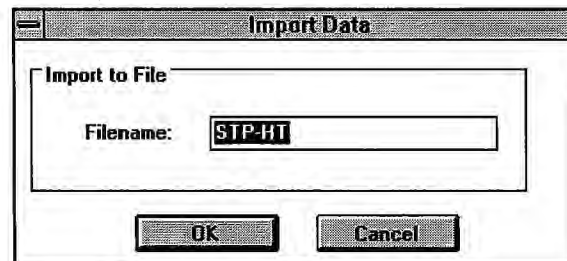 Import Data
Import to File
Filename: STP-HT
OK Cancel